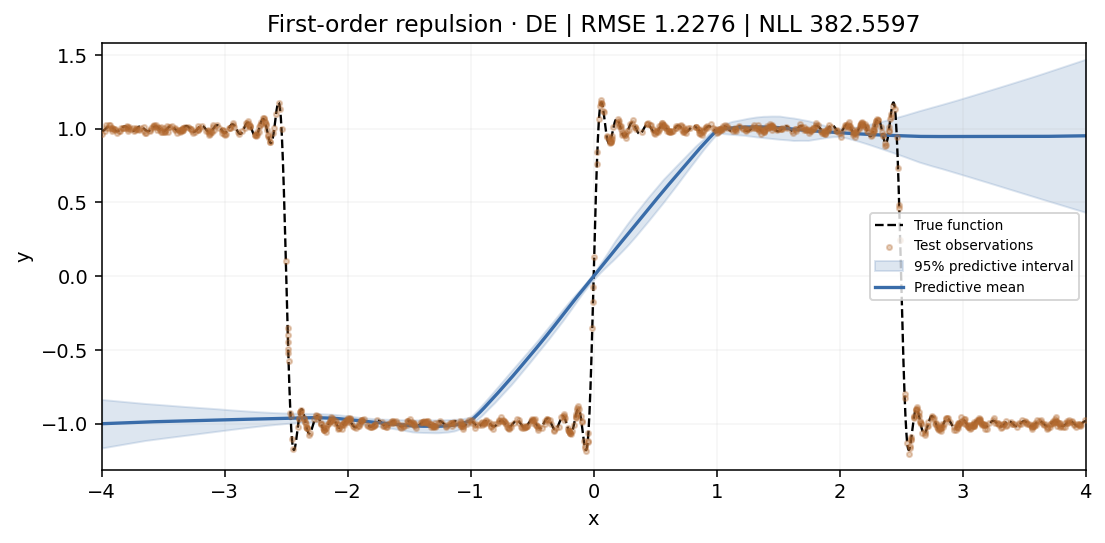 First-order repulsion · DE | RMSE 1.2276 | NLL 382.5597
1.5
1.0
0.5
0.0
−0.5
−1.0
y
True function
Test observations
95% predictive interval
Predictive mean
−4
−3
−2
−1
0
1
2
3
4
x